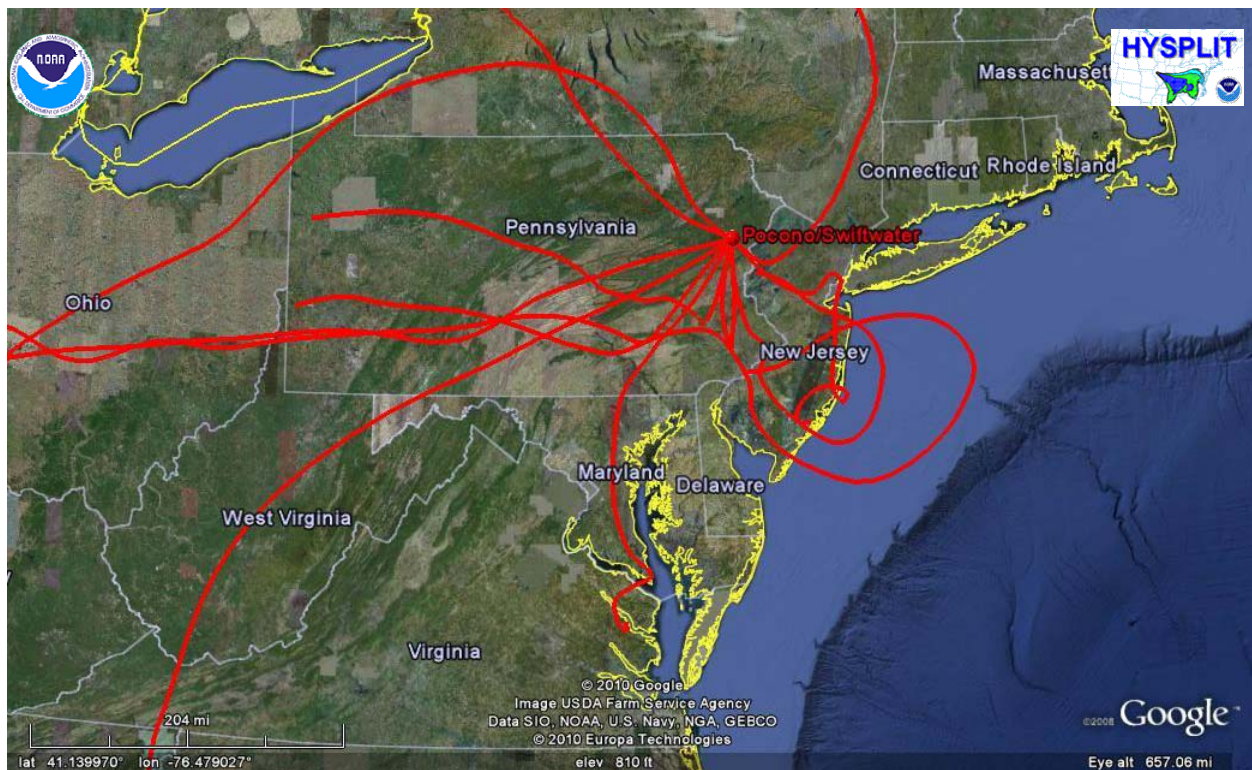 NOAA
HYSPLIT
Massachusett
Connecticut
Rhode Island
Pennsylvania
Pocono/Swiftwater
Ohio
New Jersey
Maryland
Delaware
West Virginia
Virginia
© 2010 Google
Image USDA Farm Service Agency
Data SIO, NOAA, U.S. Navy, NGA, GEBCO
© 2010 Europa Technologies
204 mi
©2008 Google™
lat 41.139970° lon -76.479027°
elev 810 ft
Eye alt 657.06 mi